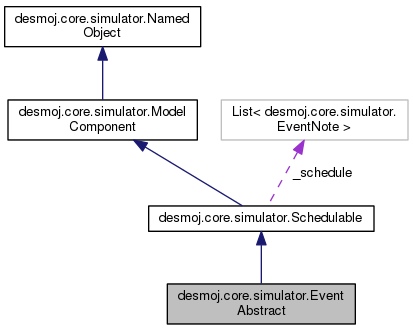 desmoj.core.simulator.Named
Object
desmoj.core.simulator.Model
Component
List< desmoj.core.simulator.
EventNote >
_schedule
desmoj.core.simulator.Schedulable
desmoj.core.simulator.Event
Abstract